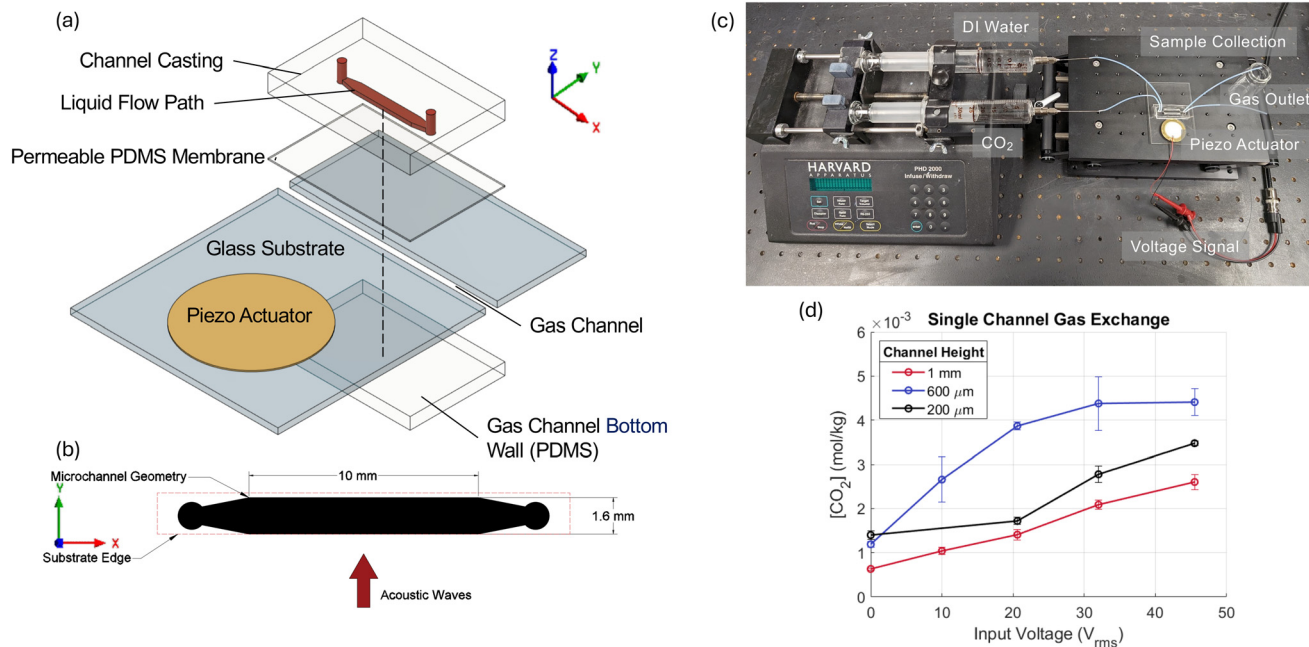 (a)
Channel Casting
Liquid Flow Path
Permeable PDMS Membrane
Z
Y
X
Glass Substrate
Piezo Actuator
Gas Channel
Gas Channel Bottom
Wall (PDMS)
(b)
Microchannel Geometry
10 mm
1.6 mm
Y
X
Substrate Edge
Acoustic Waves
(c)
DI Water
Sample Collection
Gas Outlet
CO₂
Piezo Actuator
HARVARD
APPARATUS
PHD 2000
Infuse/Withdraw
Voltage Signal
(d)
×10⁻³
Single Channel Gas Exchange
Channel Height
1 mm
600 μm
200 μm
[CO₂] (mol/kg)
6
5
4
3
2
1
0
0 10 20 30 40 50
Input Voltage (Vrms)